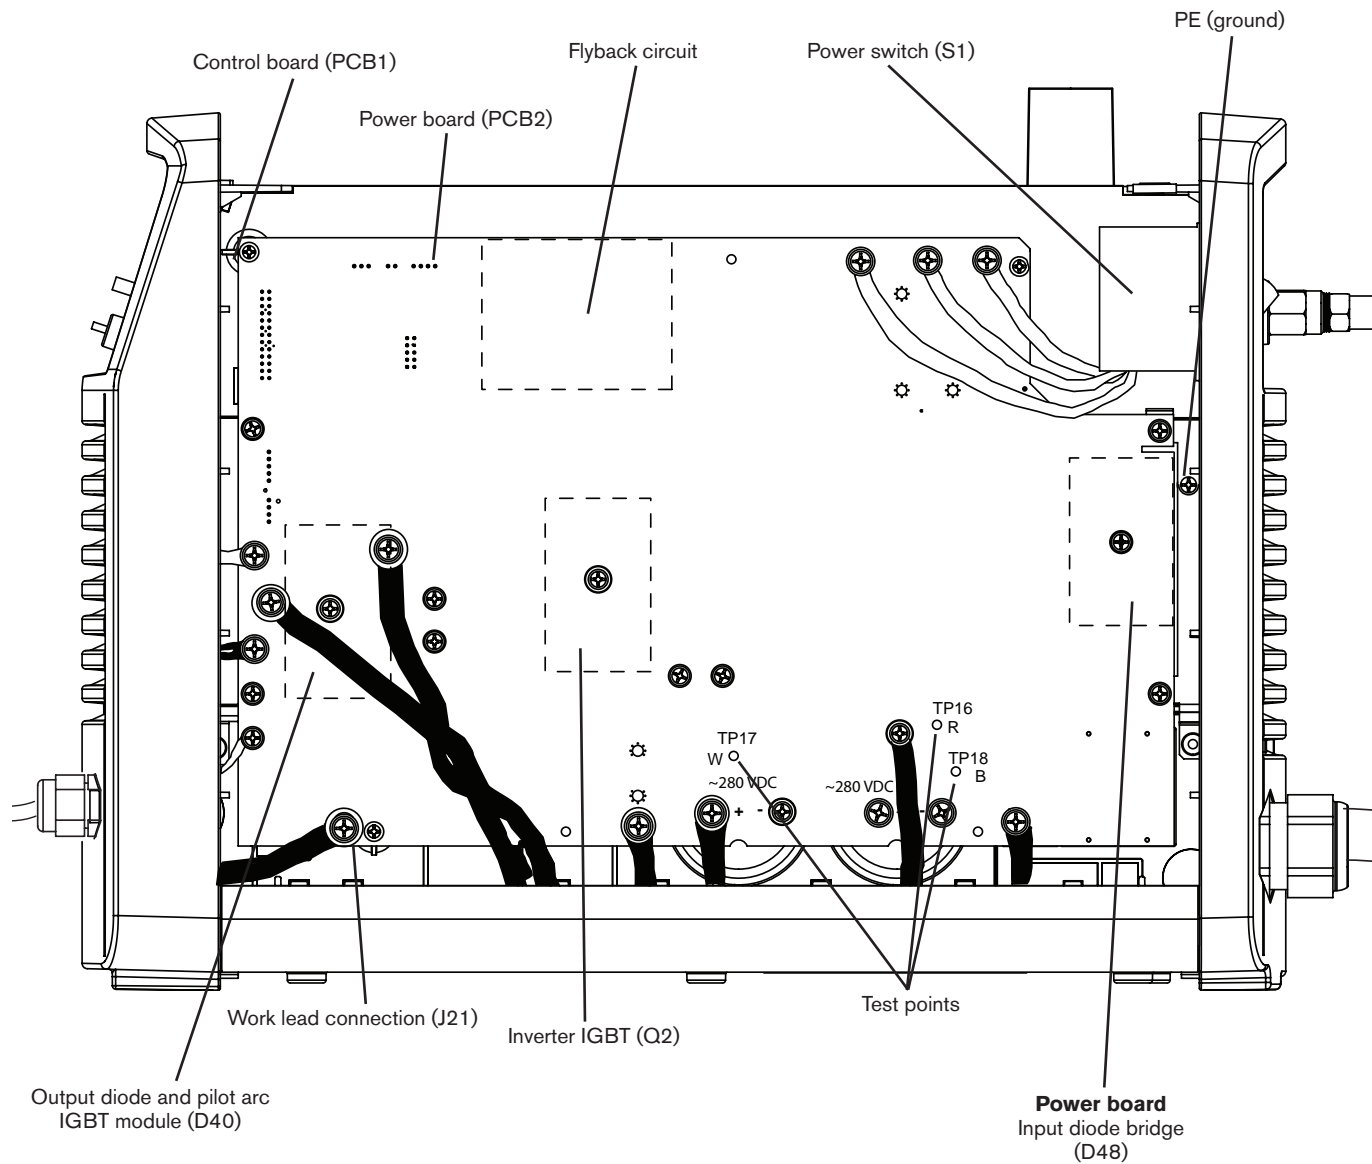 PE (ground)
Power switch (S1)
Flyback circuit
Control board (PCB1)
Power board (PCB2)
TP16
R
TP17
W
TP18
B
~280 VDC
+ -
~280 VDC
-
Test points
Work lead connection (J21)
Inverter IGBT (Q2)
Output diode and pilot arc
IGBT module (D40)
Power board
Input diode bridge
(D48)